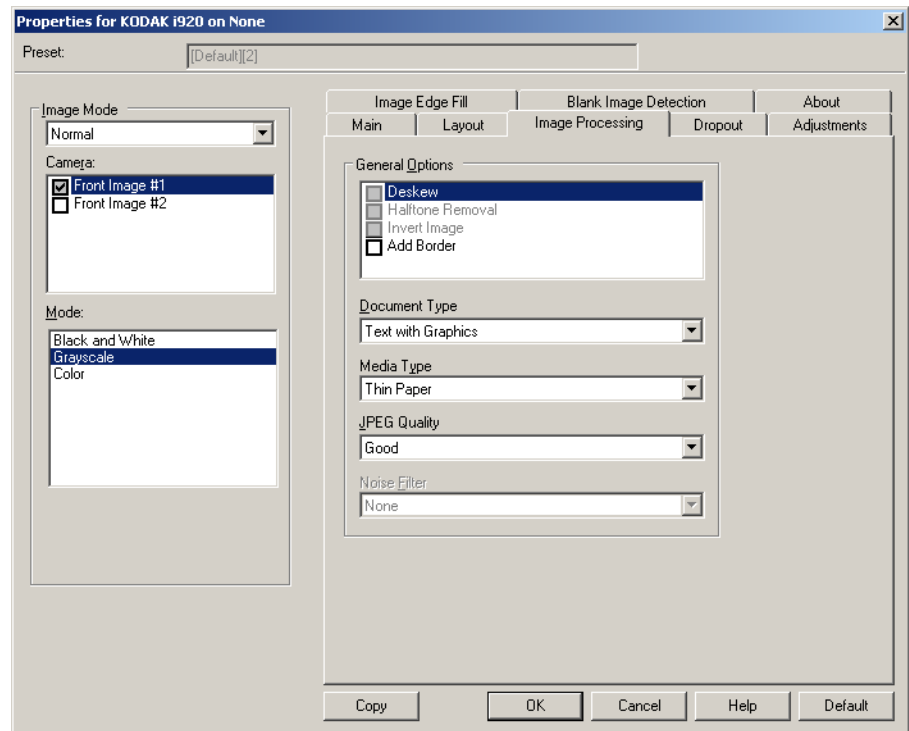 Properties for KODAK i920 on None
Preset:
[Default][2]
Image Mode
Normal
Camera:
Front Image #1
Front Image #2
Mode:
Black and White
Grayscale
Color
Image Edge Fill
Blank Image Detection
About
Main
Layout
Image Processing
Dropout
Adjustments
General Options
Deskew
Halftone Removal
Invert Image
Add Border
Document Type
Text with Graphics
Media Type
Thin Paper
JPEG Quality
Good
Noise Filter
None
Copy
OK
Cancel
Help
Default